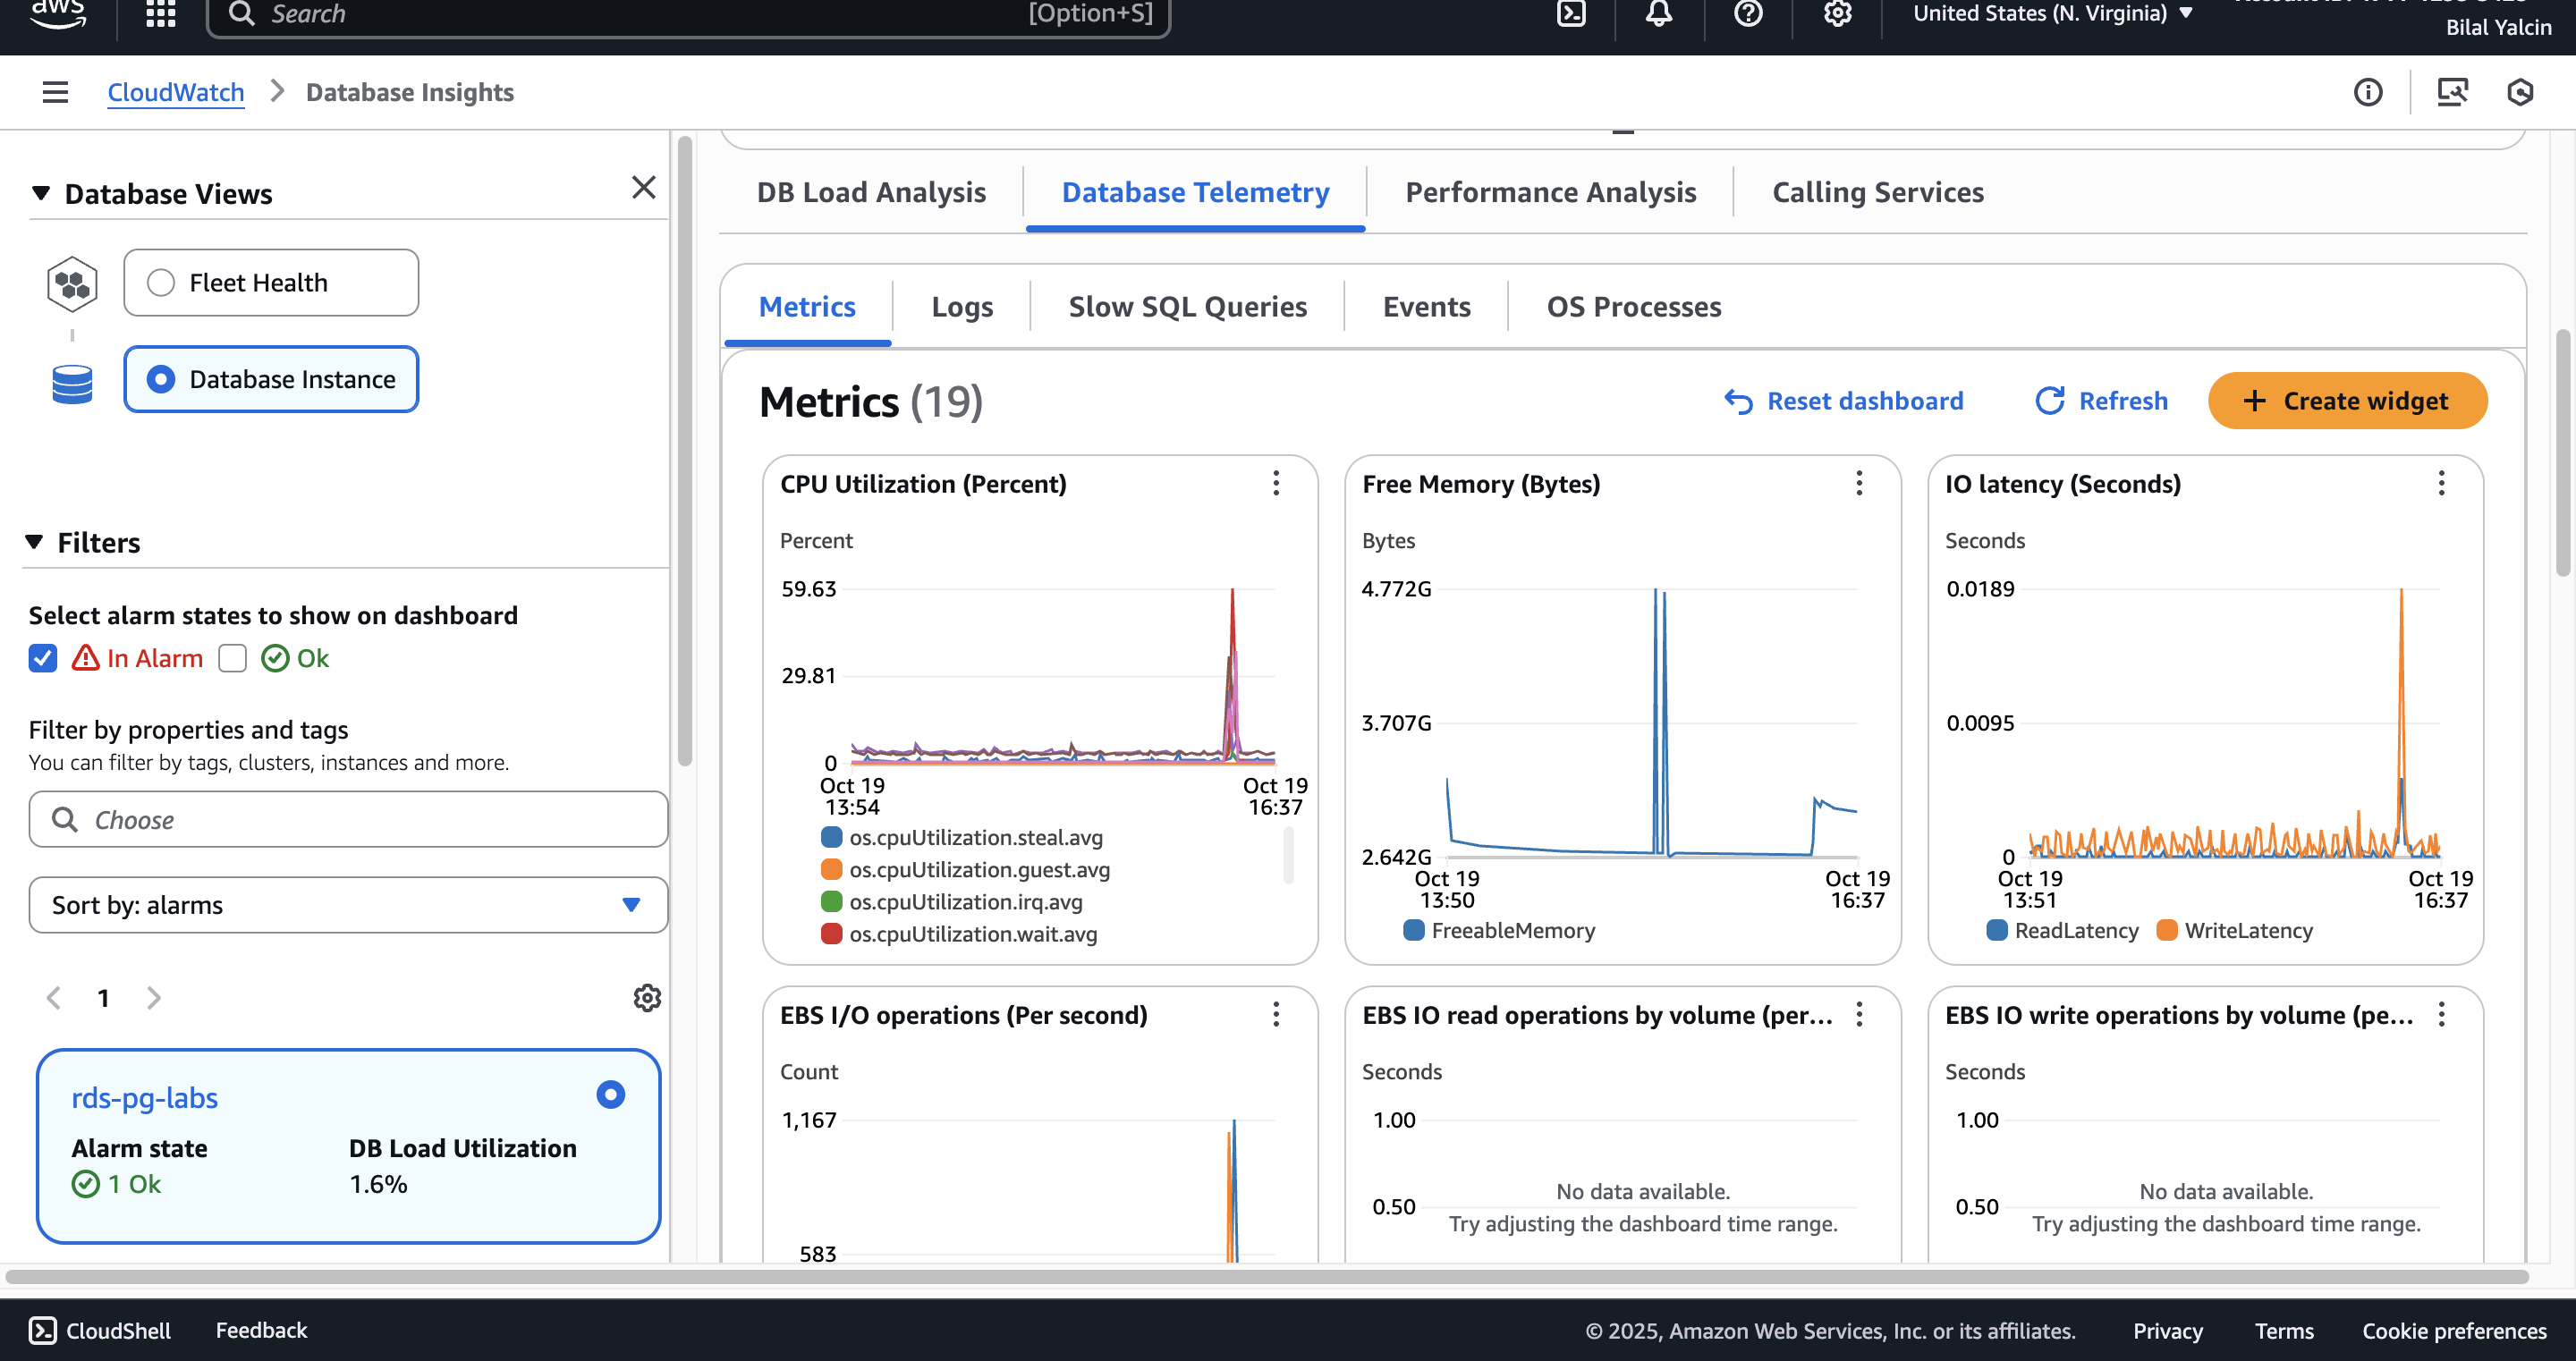 aws
Search [Option+S]
United States (N. Virginia)
Bilal Yalcin
CloudWatch > Database Insights
Database Views
Fleet Health
Database Instance
Filters
Select alarm states to show on dashboard
In Alarm Ok
Filter by properties and tags
You can filter by tags, clusters, instances and more.
Choose
Sort by: alarms
1
rds-pg-labs
Alarm state DB Load Utilization
1 Ok 1.6%
DB Load Analysis Database Telemetry Performance Analysis Calling Services
Metrics Logs Slow SQL Queries Events OS Processes
Metrics (19)
Reset dashboard Refresh + Create widget
CPU Utilization (Percent)
Percent
59.63
29.81
0
Oct 19 Oct 19
13:54 16:37
os.cpuUtilization.steal.avg
os.cpuUtilization.guest.avg
os.cpuUtilization.irq.avg
os.cpuUtilization.wait.avg
Free Memory (Bytes)
Bytes
4.772G
3.707G
2.642G
Oct 19 Oct 19
13:50 16:37
FreeableMemory
IO latency (Seconds)
Seconds
0.0189
0.0095
0
Oct 19 Oct 19
13:51 16:37
ReadLatency WriteLatency
EBS I/O operations (Per second)
Count
1,167
583
EBS IO read operations by volume (per...
Seconds
1.00
0.50
No data available.
Try adjusting the dashboard time range.
EBS IO write operations by volume (pe...
Seconds
1.00
0.50
No data available.
Try adjusting the dashboard time range.
CloudShell Feedback
© 2025, Amazon Web Services, Inc. or its affiliates. Privacy Terms Cookie preferences